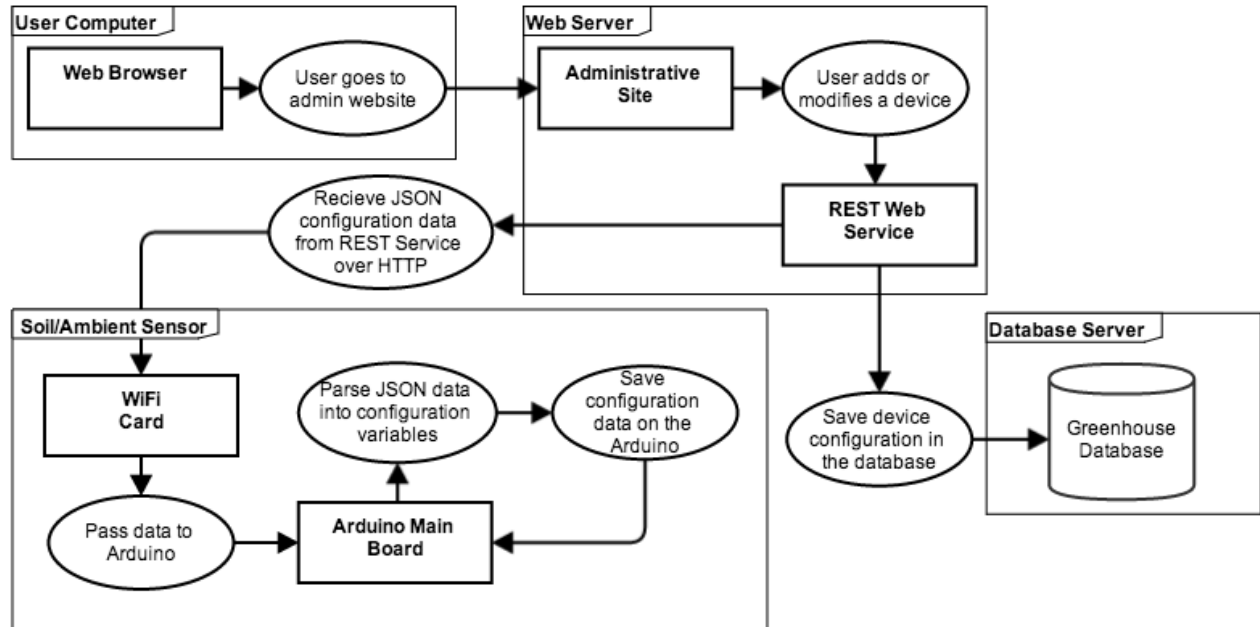 User Computer
Web Browser
User goes to
admin website
Web Server
Administrative
Site
User adds or
modifies a device
REST Web
Service
Recieve JSON
configuration data
from REST Service
over HTTP
Soil/Ambient Sensor
WiFi
Card
Pass data to
Arduino
Arduino Main
Board
Parse JSON data
into configuration
variables
Save
configuration
data on the
Arduino
Save device
configuration in
the database
Database Server
Greenhouse
Database